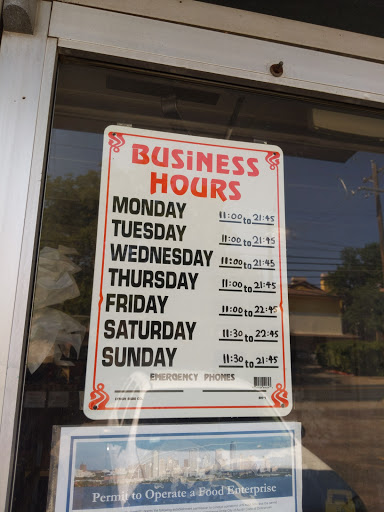 BUSiNESS
HOURS
MONDAY 11:00 to 21:45
TUESDAY 11:00 to 21:45
WEDNESDAY 11:00 to 21:45
THURSDAY 11:00 to 21:45
FRIDAY 11:00 to 22:45
SATURDAY 11:30 to 22:45
SUNDAY 11:30 to 21:45
EMERGENCY PHONES
Permit to Operate a Food Enterprise